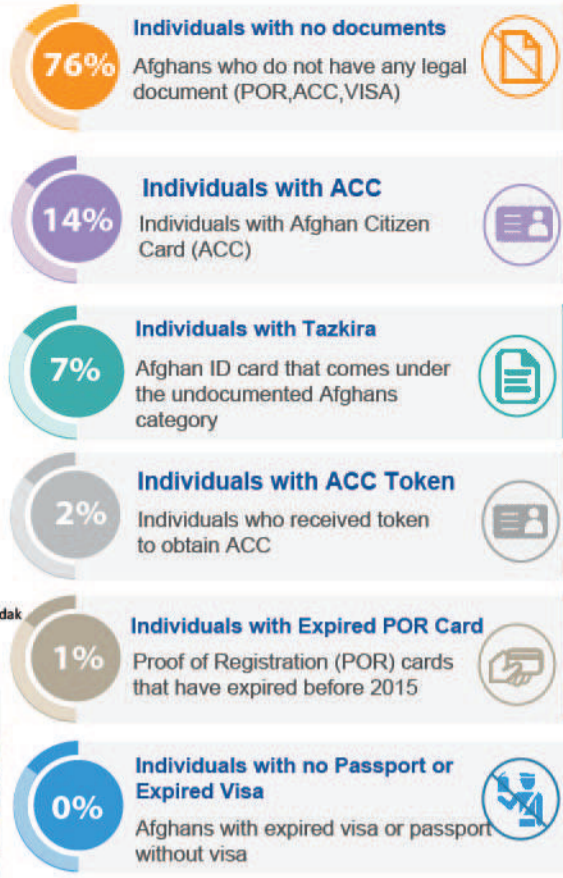 Individuals with no documents
76%
Afghans who do not have any legal
document (POR,ACC,VISA)
Individuals with ACC
14%
Individuals with Afghan Citizen
Card (ACC)
Individuals with Tazkira
7%
Afghan ID card that comes under
the undocumented Afghans
category
Individuals with ACC Token
2%
Individuals who received token
to obtain ACC
dak
Individuals with Expired POR Card
1%
Proof of Registration (POR) cards
that have expired before 2015
Individuals with no Passport or
Expired Visa
0%
Afghans with expired visa or passport
without visa